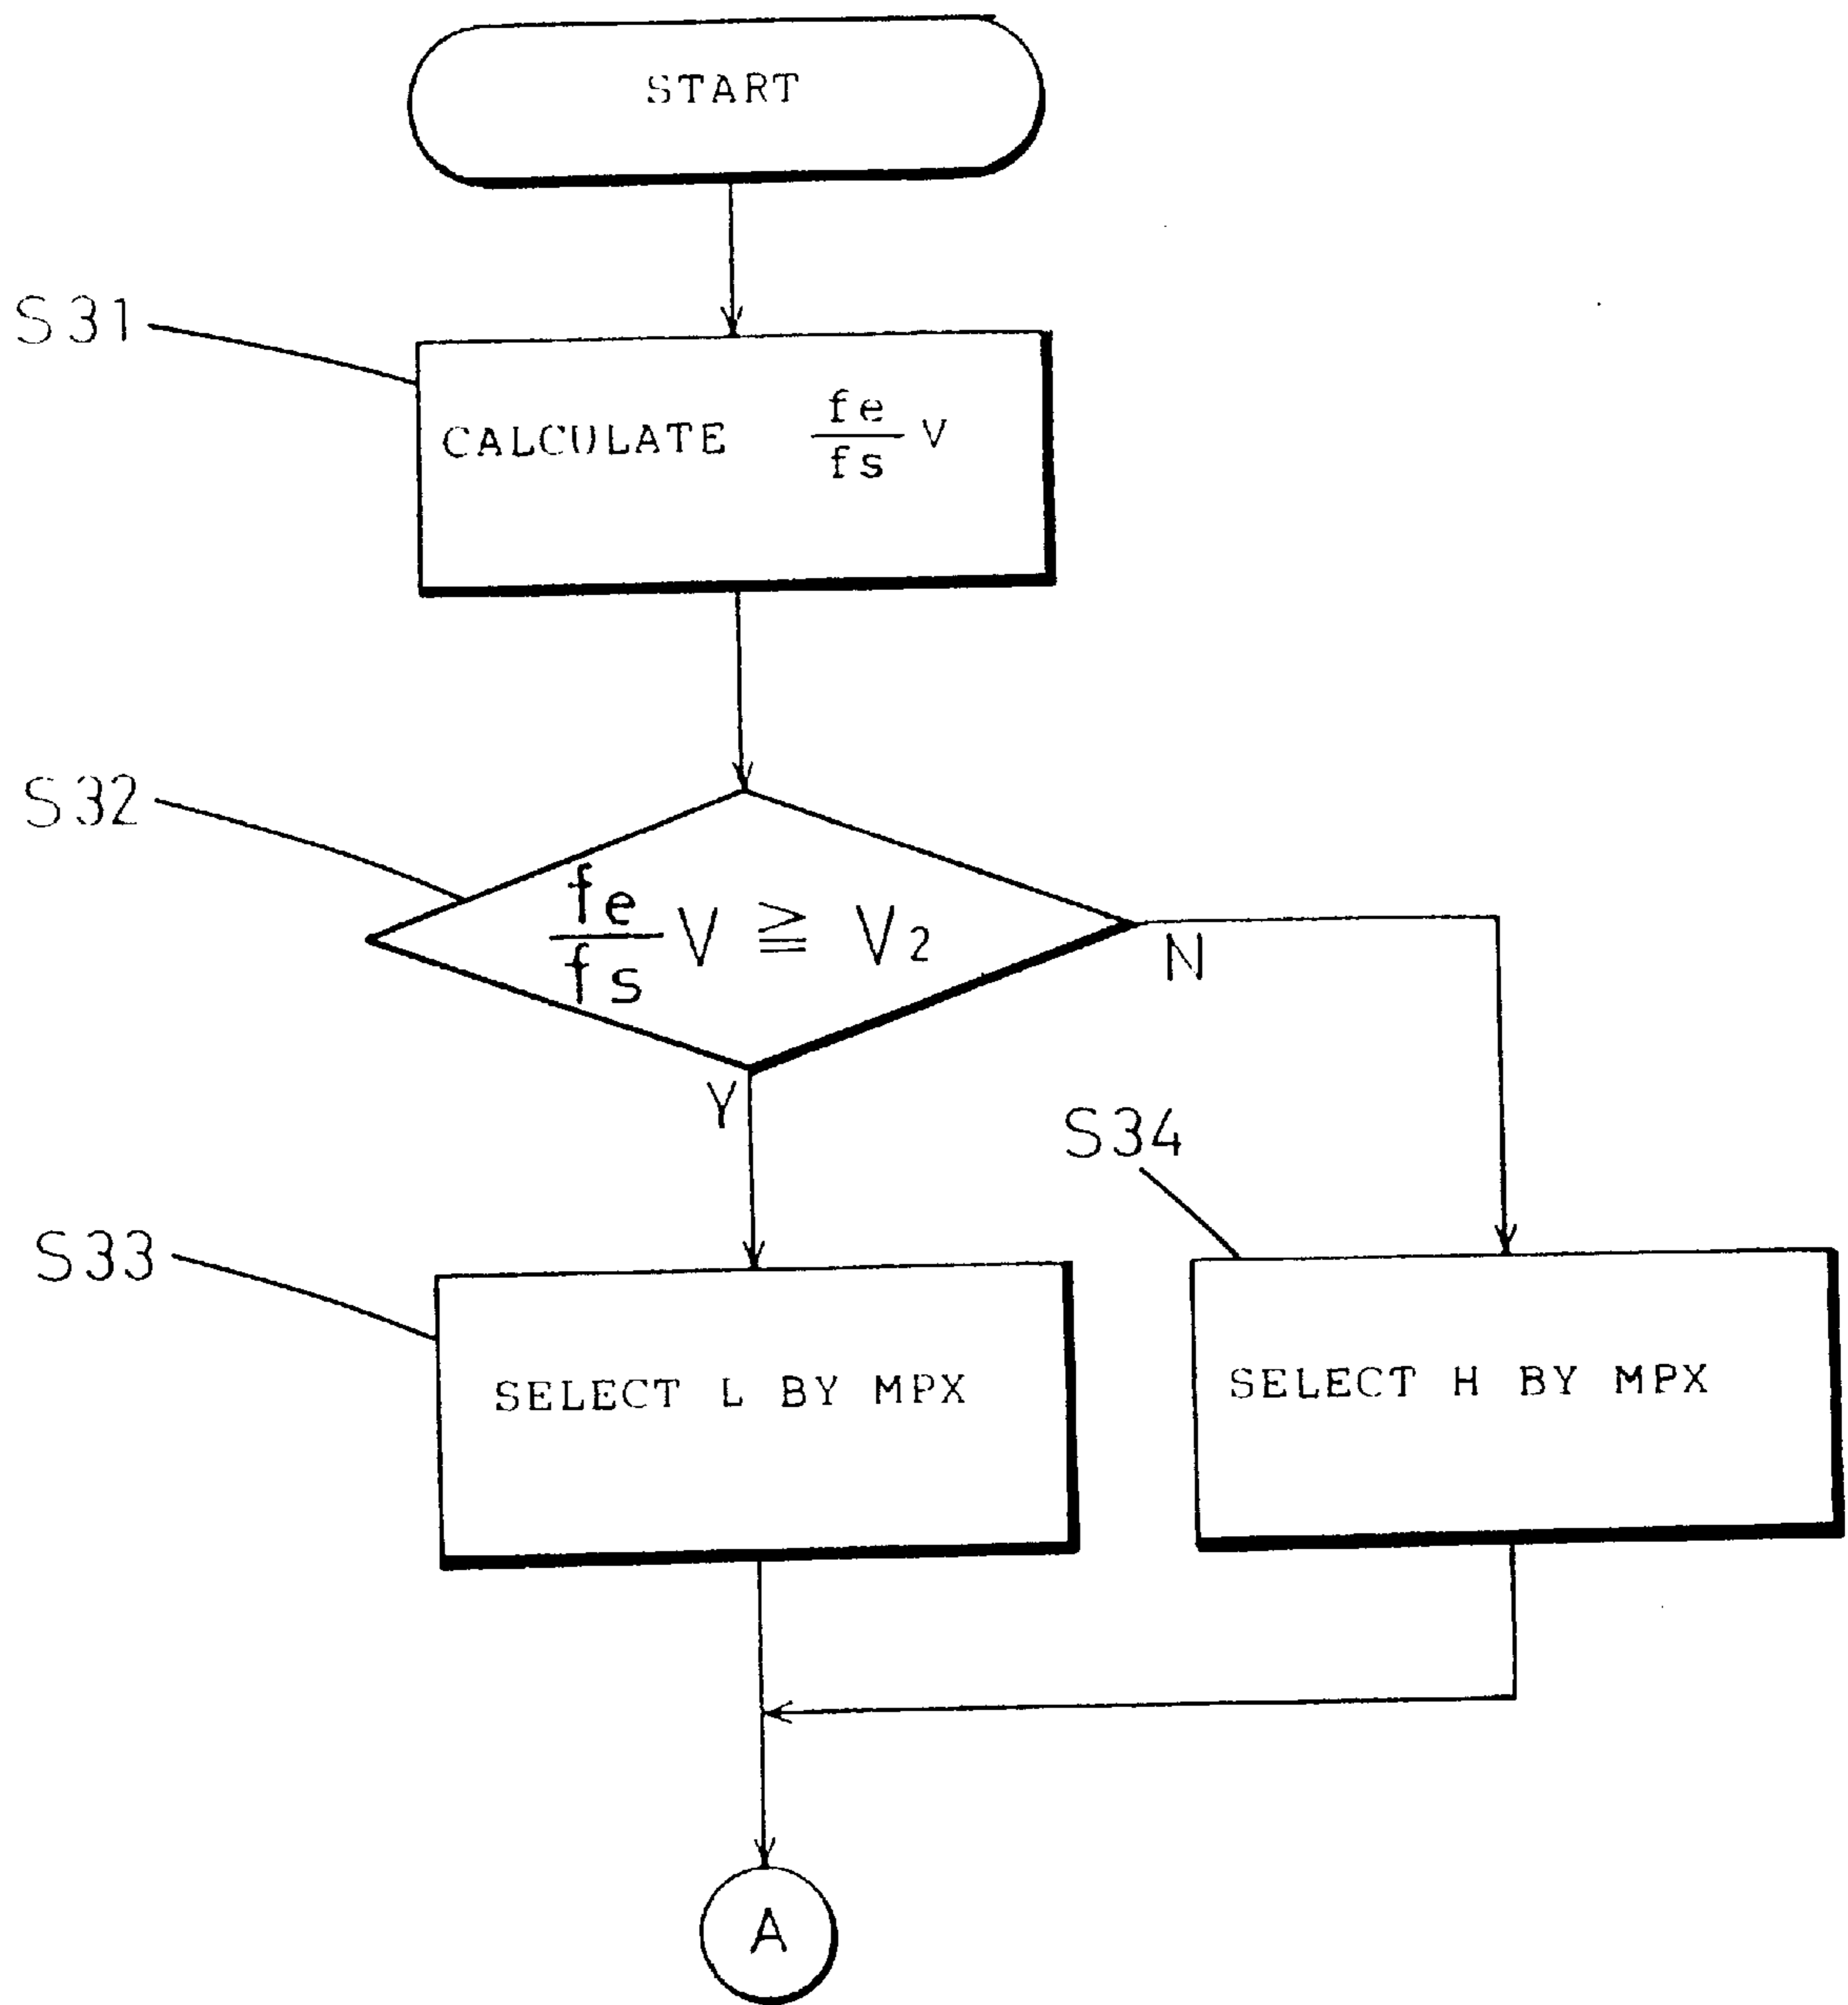 START
S31
CALCULATE fe/fs V
S32
fe/fs V ≧ V2
N
Y
S34
S33
SELECT L BY MPX
SELECT H BY MPX
A